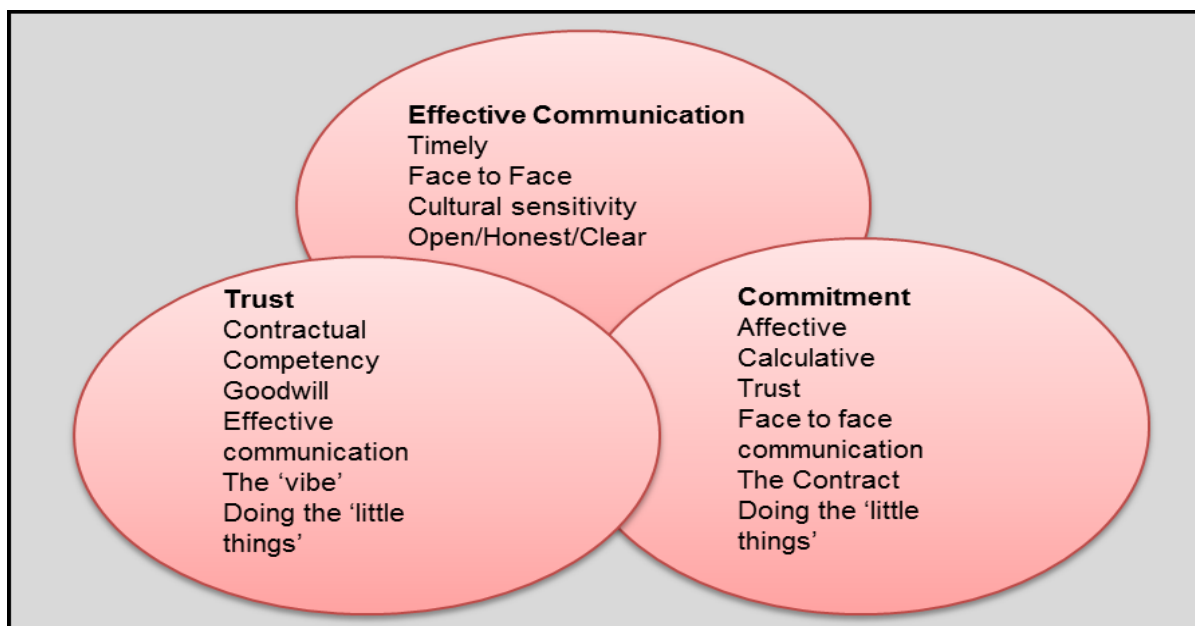 Effective Communication
Timely
Face to Face
Cultural sensitivity
Open/Honest/Clear
Trust
Contractual
Competency
Goodwill
Effective
communication
The ‘vibe’
Doing the ‘little
things’
Commitment
Affective
Calculative
Trust
Face to face
communication
The Contract
Doing the ‘little
things’